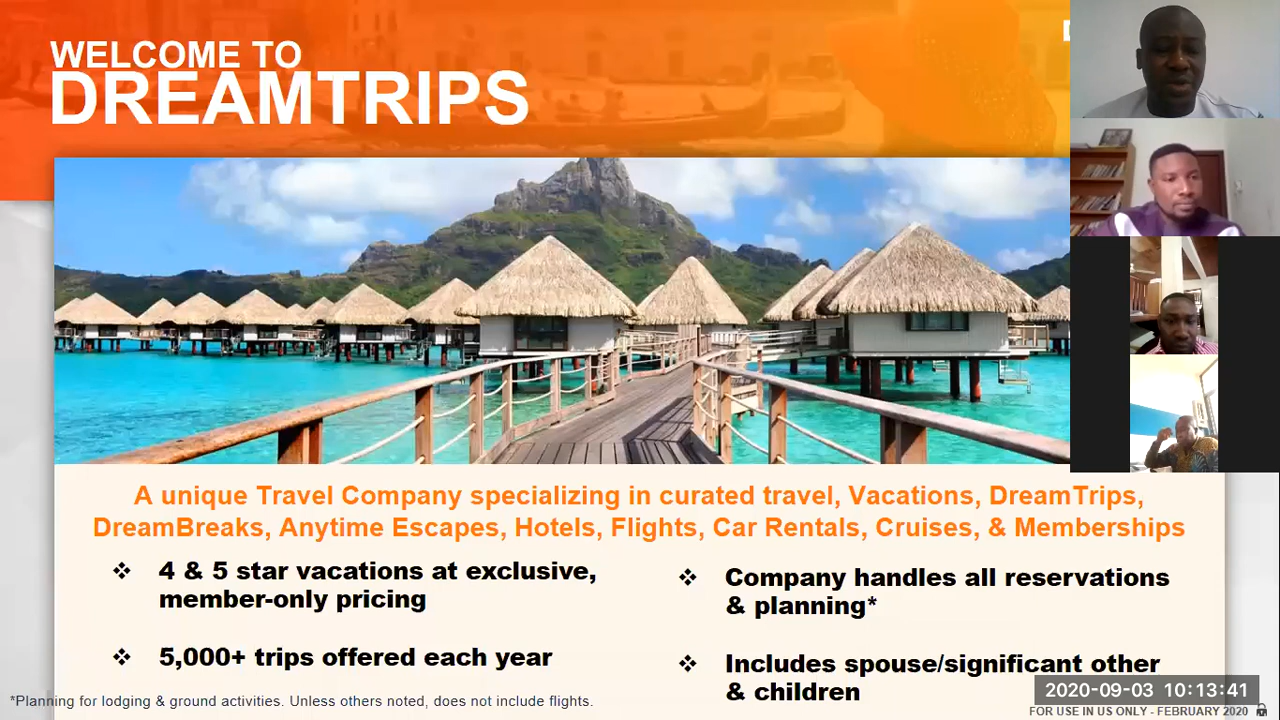 WELCOME TO
DREAMTRIPS
A unique Travel Company specializing in curated travel, Vacations, DreamTrips,
DreamBreaks, Anytime Escapes, Hotels, Flights, Car Rentals, Cruises, & Memberships
❖ 4 & 5 star vacations at exclusive,
member-only pricing
❖ 5,000+ trips offered each year
❖ Company handles all reservations
& planning*
❖ Includes spouse/significant other
& children
*Planning for lodging & ground activities. Unless others noted, does not include flights.
2020-09-03 10:13:41
FOR USE IN US ONLY - FEBRUARY 2020